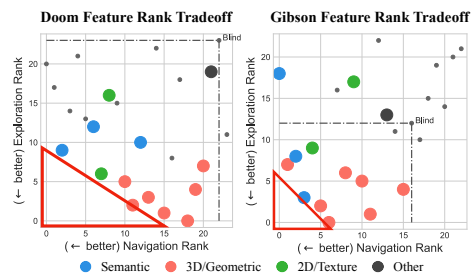 Doom Feature Rank Tradeoff
Gibson Feature Rank Tradeoff
(← better) Exploration Rank
20
15
10
5
0
Blind
0
5
10
15
20
(← better) Navigation Rank
(← better) Exploration Rank
20
15
10
5
0
Blind
0
5
10
15
20
(← better) Navigation Rank
Semantic
3D/Geometric
2D/Texture
Other